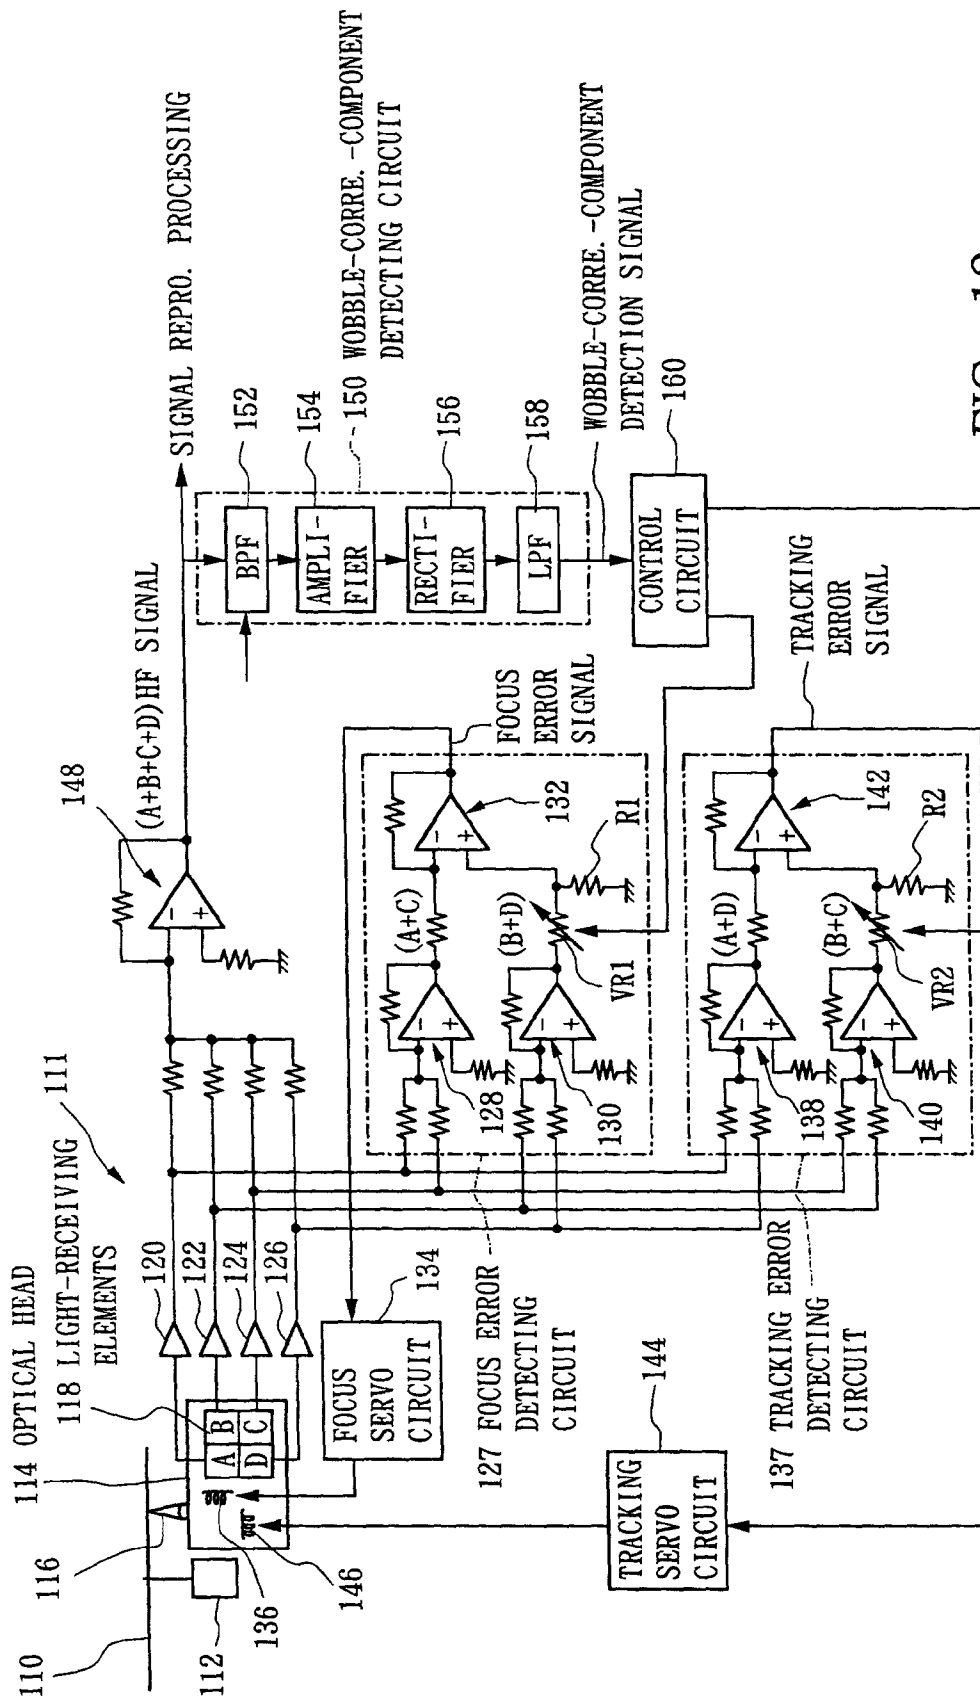 110
112
116
114 OPTICAL HEAD
118 LIGHT-RECEIVING
ELEMENTS
111
A
B
C
D
136
146
120
122
124
126
148
(A+B+C+D)HF SIGNAL
SIGNAL REPRO. PROCESSING
152
BPF
154
AMPLI-
FIER
150 WOBBLE-CORRE.-COMPONENT
DETECTING CIRCUIT
156
RECTI-
FIER
158
LPF
WOBBLE-CORRE.-COMPONENT
DETECTION SIGNAL
160
CONTROL
CIRCUIT
134
FOCUS
SERVO
CIRCUIT
127 FOCUS ERROR
DETECTING
CIRCUIT
128
-
+
130
-
+
(A+C)
(B+D)
VR1
R1
132
-
+
FOCUS
ERROR
SIGNAL
144
TRACKING
SERVO
CIRCUIT
137 TRACKING ERROR
DETECTING
CIRCUIT
138
-
+
140
-
+
(A+D)
(B+C)
VR2
R2
142
-
+
TRACKING
ERROR
SIGNAL
-
+